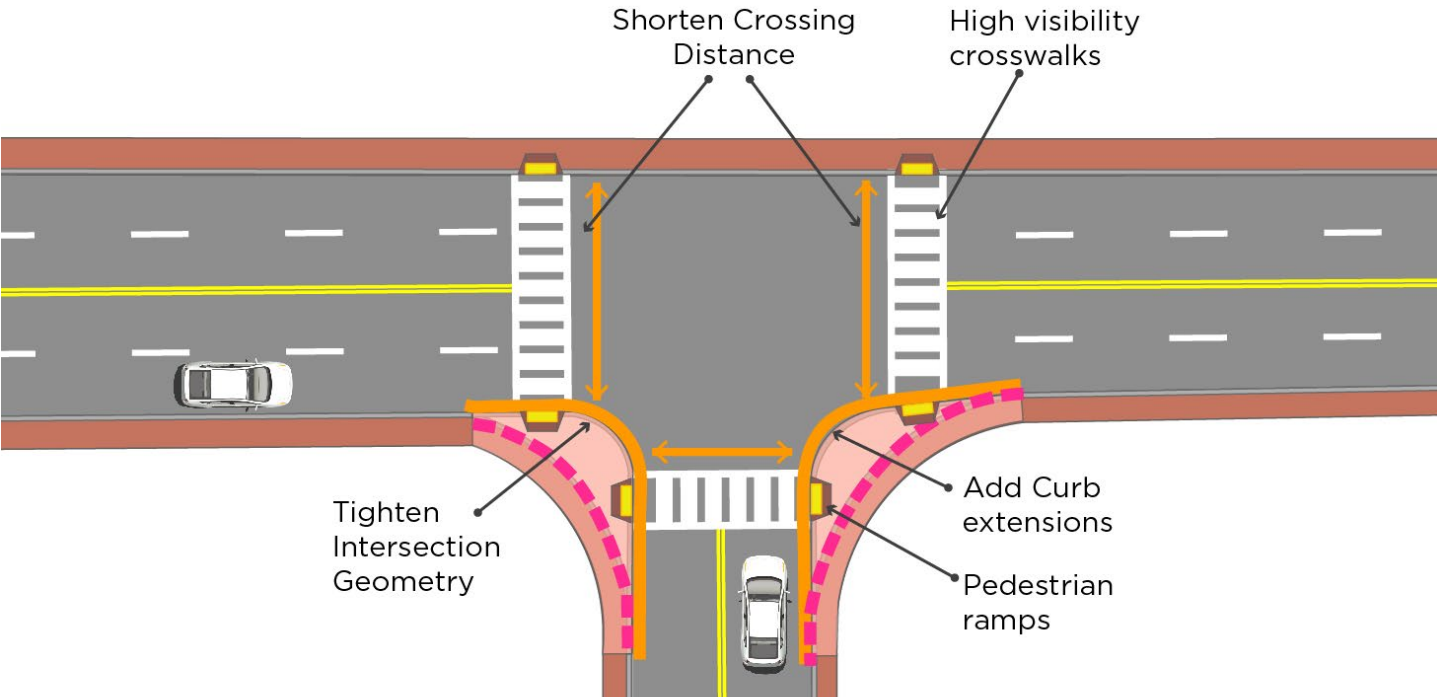 Shorten Crossing
Distance
High visibility
crosswalks
Tighten
Intersection
Geometry
Add Curb
extensions
Pedestrian
ramps